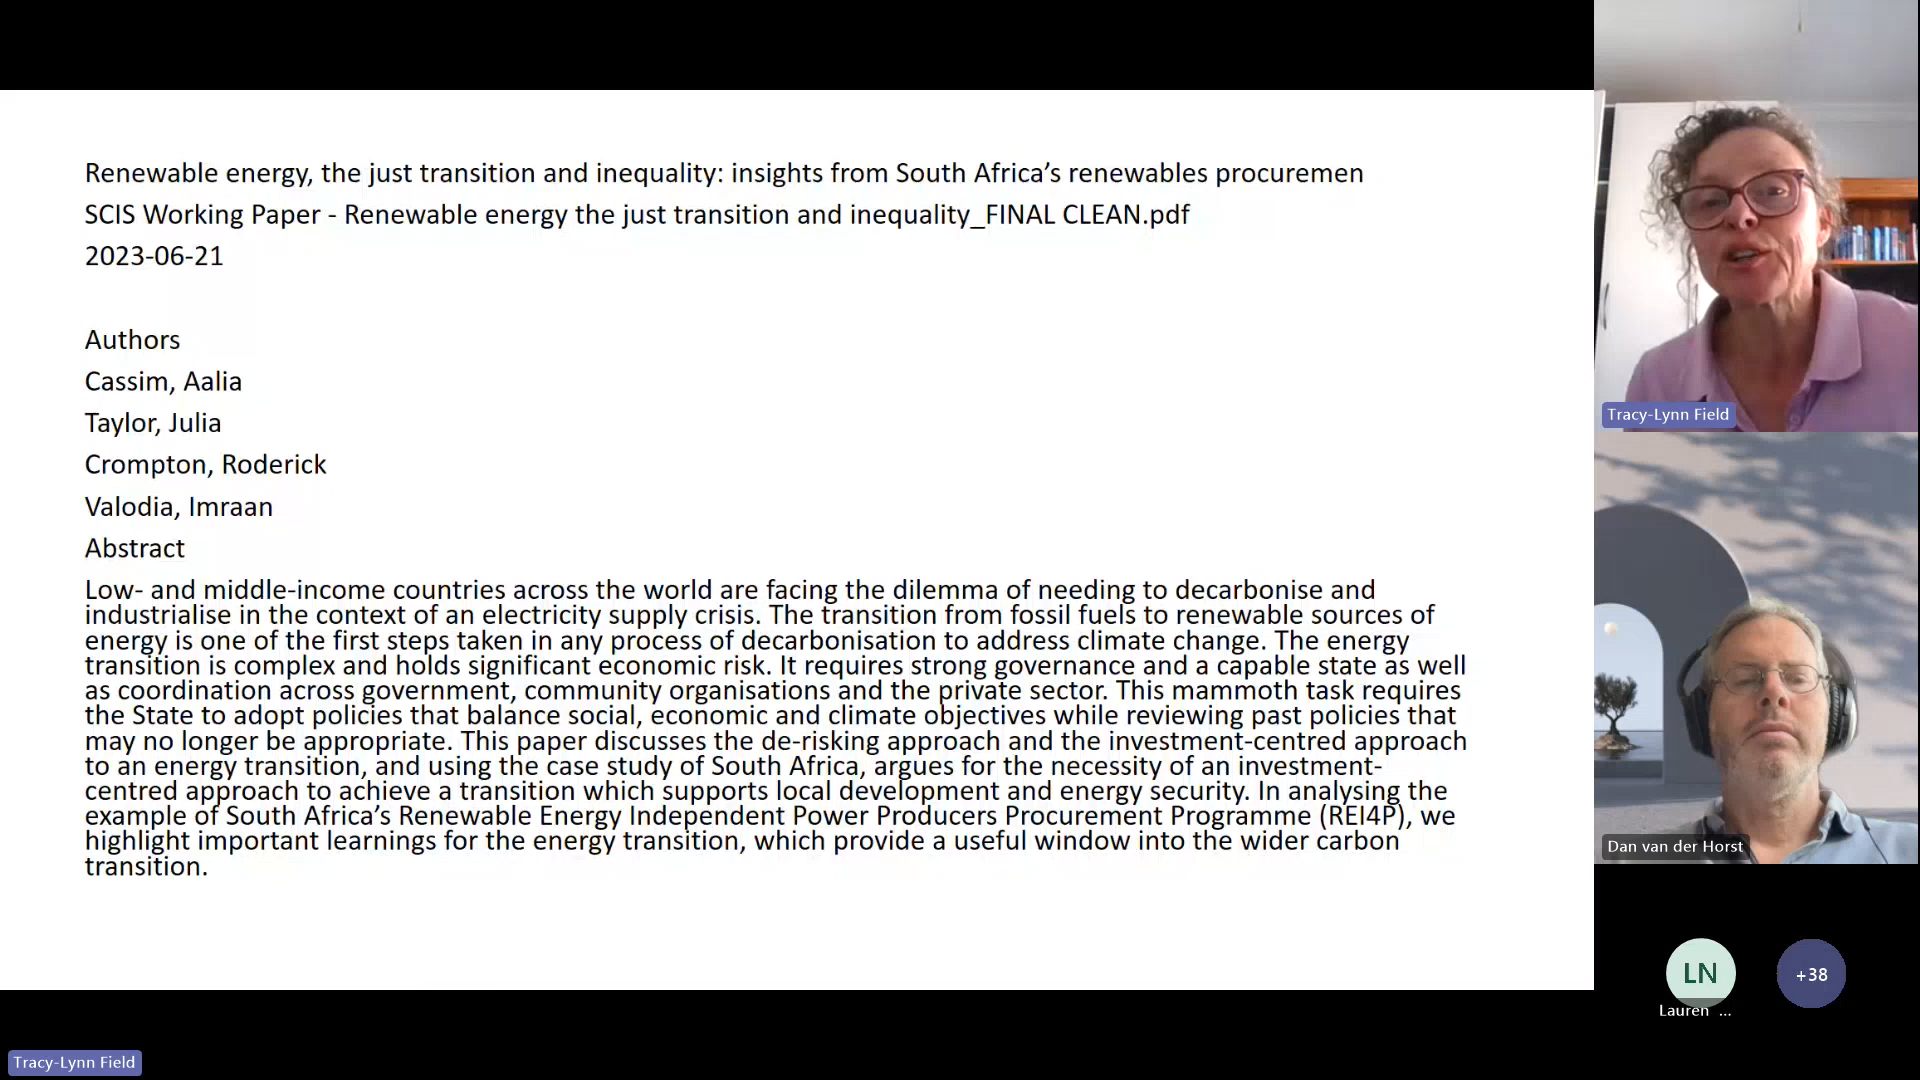 Renewable energy, the just transition and inequality: insights from South Africa’s renewables procuremen
SCIS Working Paper - Renewable energy the just transition and inequality_FINAL CLEAN.pdf
2023-06-21
Authors
Cassim, Aalia
Taylor, Julia
Crompton, Roderick
Valodia, Imraan
Abstract
Low- and middle-income countries across the world are facing the dilemma of needing to decarbonise and
industrialise in the context of an electricity supply crisis. The transition from fossil fuels to renewable sources of
energy is one of the first steps taken in any process of decarbonisation to address climate change. The energy
transition is complex and holds significant economic risk. It requires strong governance and a capable state as well
as coordination across government, community organisations and the private sector. This mammoth task requires
the State to adopt policies that balance social, economic and climate objectives while reviewing past policies that
may no longer be appropriate. This paper discusses the de-risking approach and the investment-centred approach
to an energy transition, and using the case study of South Africa, argues for the necessity of an investment-
centred approach to achieve a transition which supports local development and energy security. In analysing the
example of South Africa’s Renewable Energy Independent Power Producers Procurement Programme (REI4P), we
highlight important learnings for the energy transition, which provide a useful window into the wider carbon
transition.
Tracy-Lynn Field
Dan van der Horst
LN
+38
Lauren ...
Tracy-Lynn Field